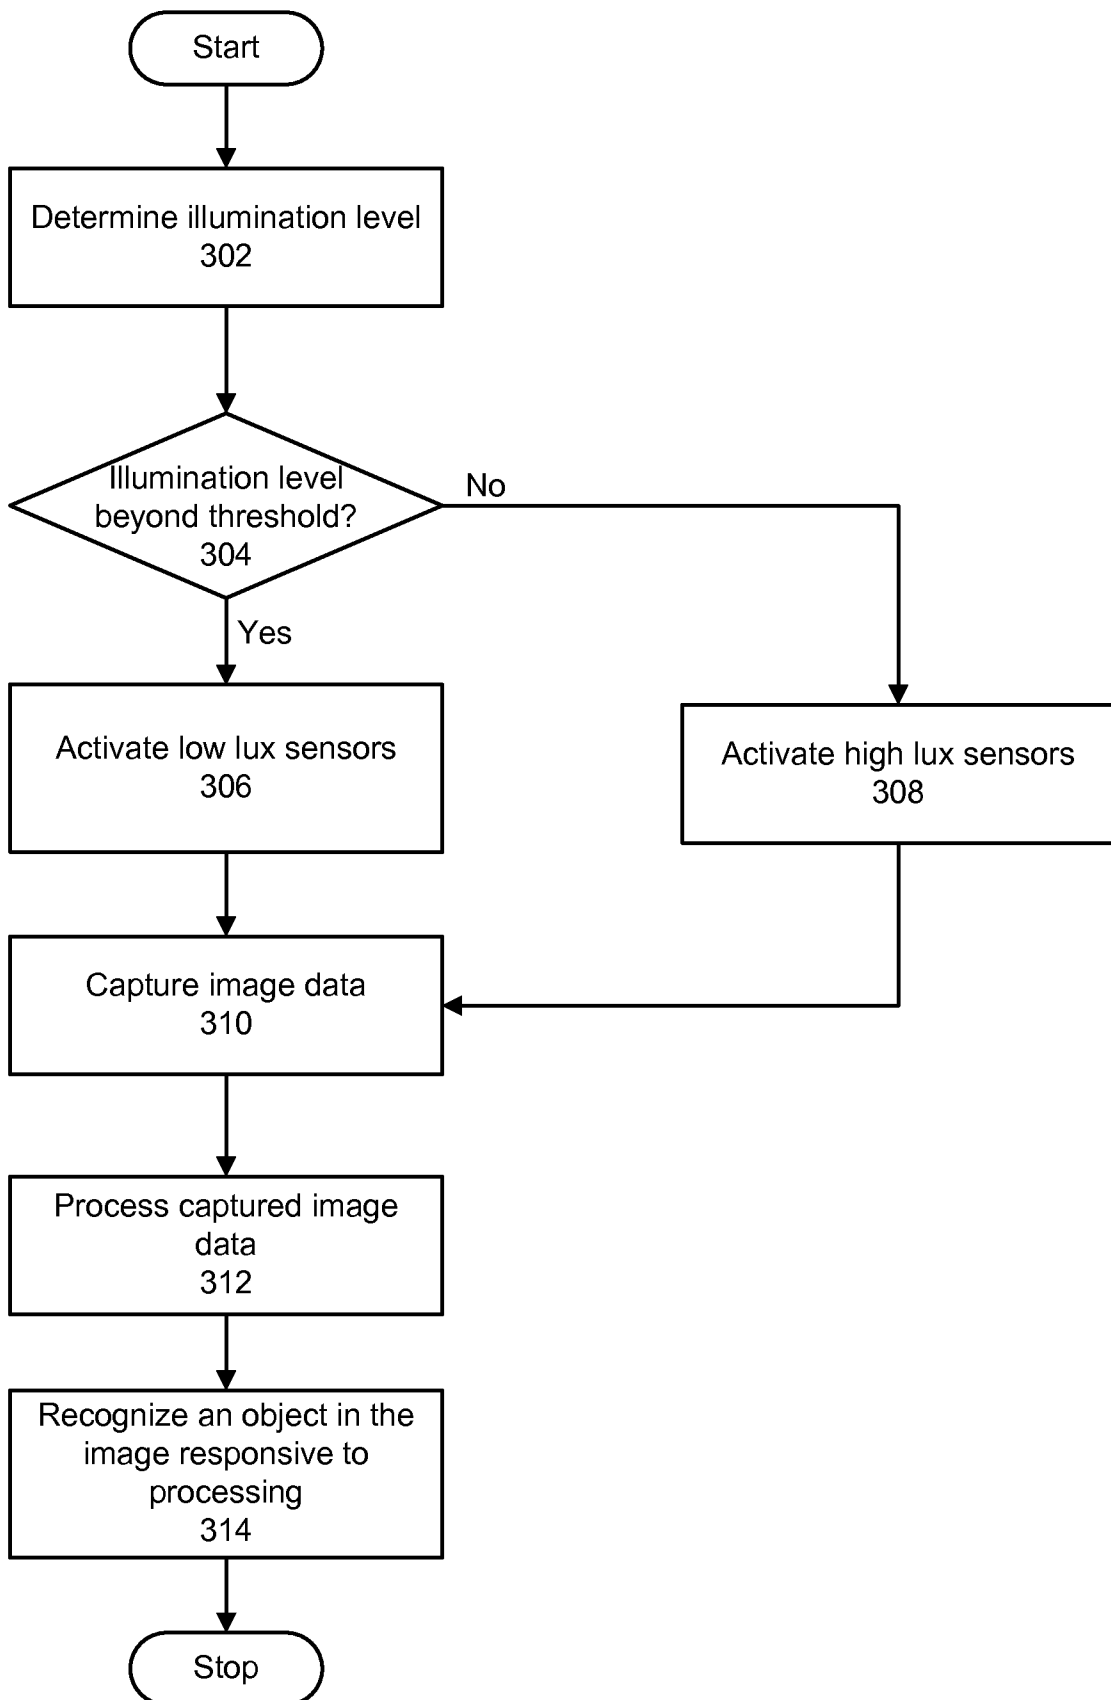 Start
Determine illumination level
302
Illumination level
beyond threshold?
304
No
Yes
Activate low lux sensors
306
Activate high lux sensors
308
Capture image data
310
Process captured image
data
312
Recognize an object in the
image responsive to
processing
314
Stop